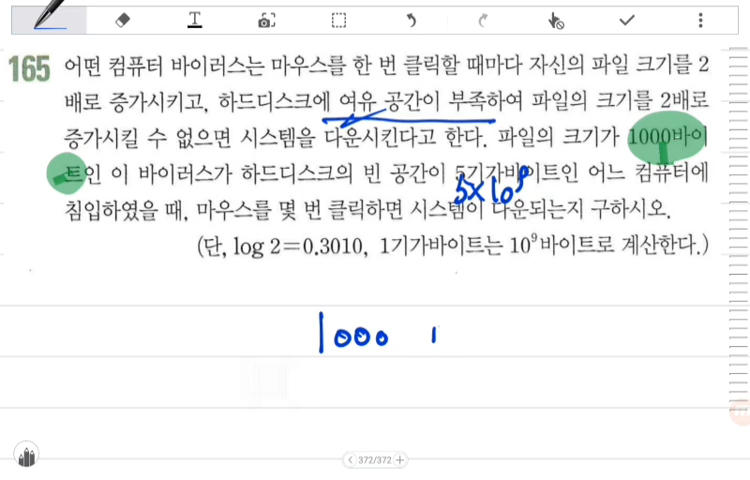 T
165 어떤 컴퓨터 바이러스는 마우스를 한 번 클릭할 때마다 자신의 파일 크기를 2
배로 증가시키고, 하드디스크에 여유 공간이 부족하여 파일의 크기를 2배로
증가시킬 수 없으면 시스템을 다운시킨다고 한다. 파일의 크기가 1000바이
트인 이 바이러스가 하드디스크의 빈 공간이 5기가바이트인 어느 컴퓨터에
5×10⁹
침입하였을 때, 마우스를 몇 번 클릭하면 시스템이 다운되는지 구하시오.
(단, log 2=0.3010, 1기가바이트는 10⁹바이트로 계산한다.)
1000 1
372/372